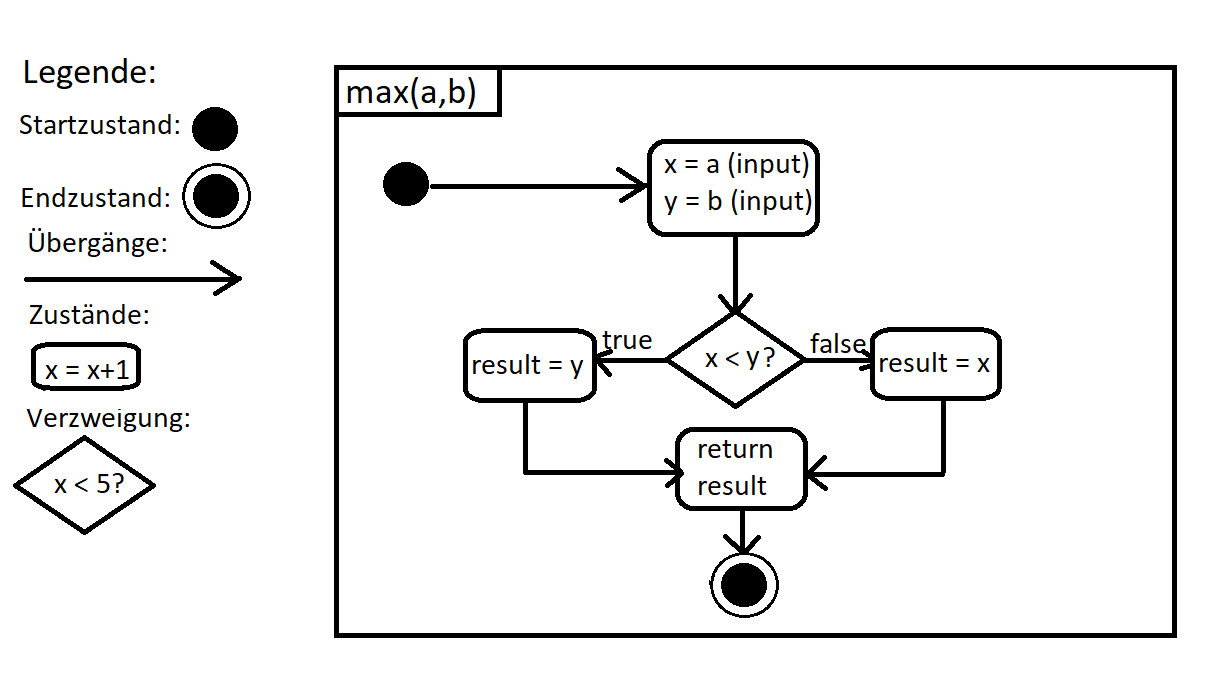 Legende:
Startzustand:
Endzustand:
Übergänge:
Zustände:
x = x+1
Verzweigung:
x < 5?
max(a,b)
x = a (input)
y = b (input)
true
x < y?
false
result = y
result = x
return
result